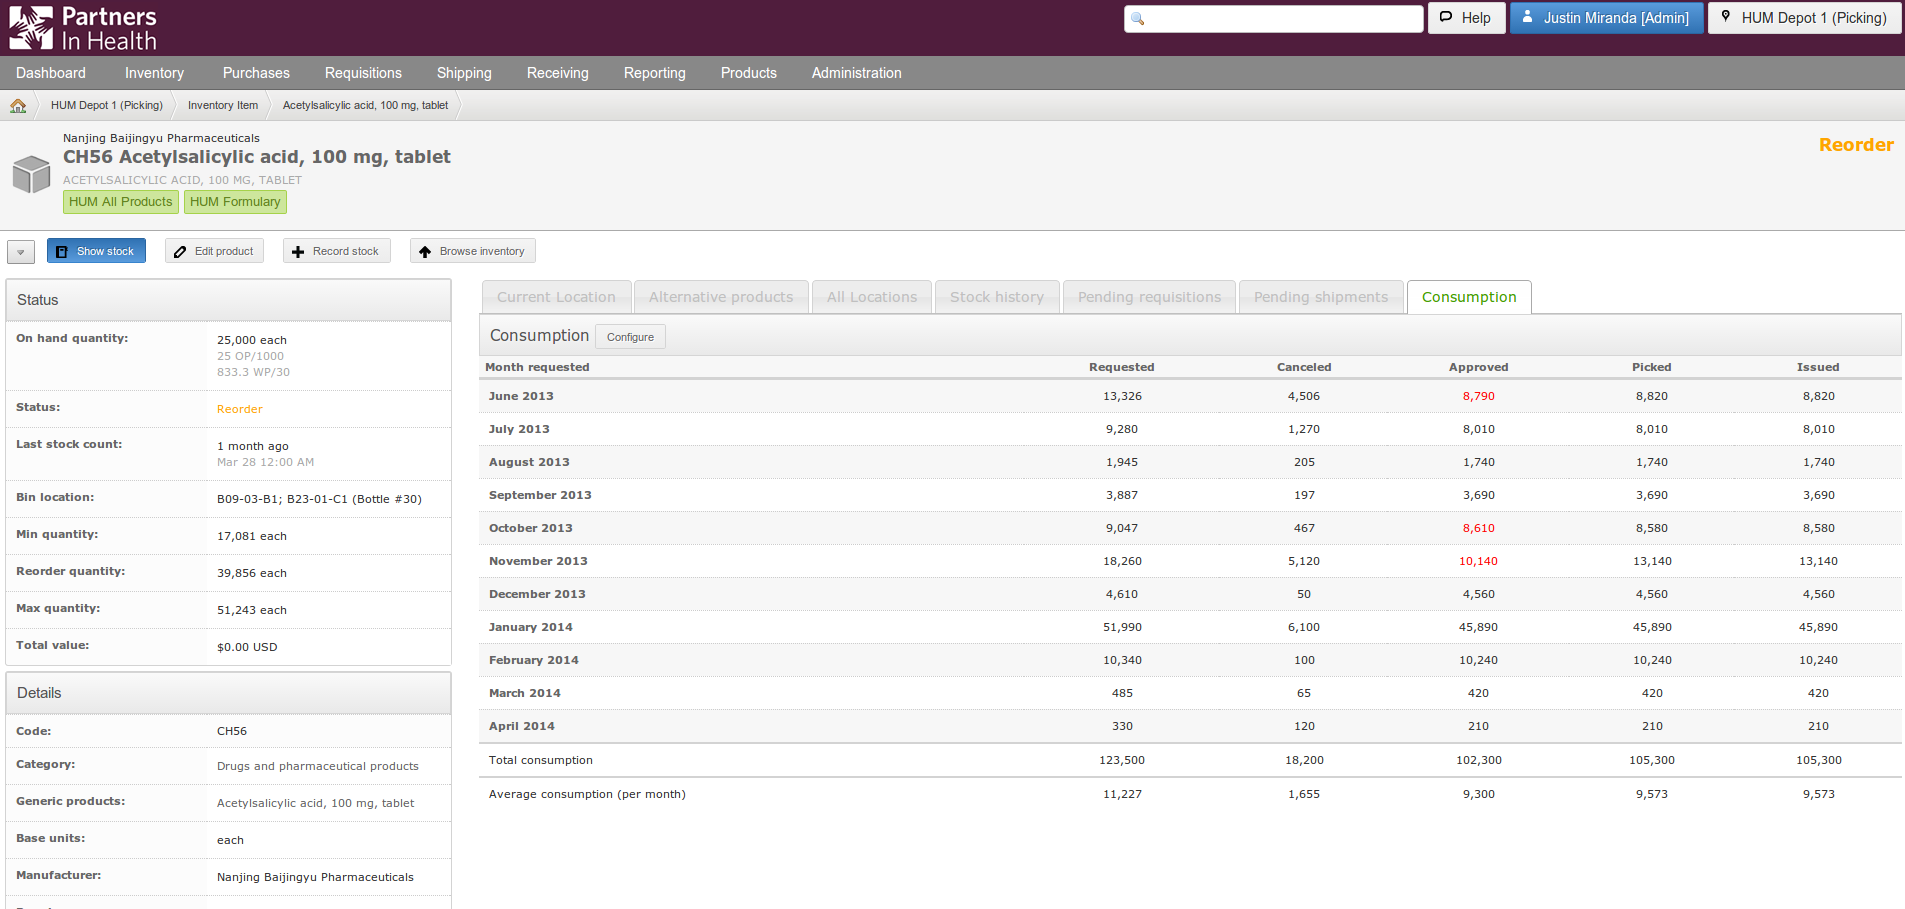 Partners
In Health
Help
Justin Miranda [Admin]
HUM Depot 1 (Picking)
Dashboard Inventory Purchases Requisitions Shipping Receiving Reporting Products Administration
HUM Depot 1 (Picking) Inventory Item Acetylsalicylic acid, 100 mg, tablet
Nanjing Baijingyu Pharmaceuticals
CH56 Acetylsalicylic acid, 100 mg, tablet
ACETYLSALICYLIC ACID, 100 MG, TABLET
HUM All Products HUM Formulary
Reorder
Show stock Edit product Record stock Browse inventory
Status
On hand quantity: 25,000 each
25 OP/1000
833.3 WP/30
Status: Reorder
Last stock count: 1 month ago
Mar 28 12:00 AM
Bin location: B09-03-B1; B23-01-C1 (Bottle #30)
Min quantity: 17,081 each
Reorder quantity: 39,856 each
Max quantity: 51,243 each
Total value: $0.00 USD
Details
Code: CH56
Category: Drugs and pharmaceutical products
Generic products: Acetylsalicylic acid, 100 mg, tablet
Base units: each
Manufacturer: Nanjing Baijingyu Pharmaceuticals
Current Location Alternative products All Locations Stock history Pending requisitions Pending shipments Consumption
Consumption Configure
Month requested Requested Canceled Approved Picked Issued
June 2013 13,326 4,506 8,790 8,820 8,820
July 2013 9,280 1,270 8,010 8,010 8,010
August 2013 1,945 205 1,740 1,740 1,740
September 2013 3,887 197 3,690 3,690 3,690
October 2013 9,047 467 8,610 8,580 8,580
November 2013 18,260 5,120 10,140 13,140 13,140
December 2013 4,610 50 4,560 4,560 4,560
January 2014 51,990 6,100 45,890 45,890 45,890
February 2014 10,340 100 10,240 10,240 10,240
March 2014 485 65 420 420 420
April 2014 330 120 210 210 210
Total consumption 123,500 18,200 102,300 105,300 105,300
Average consumption (per month) 11,227 1,655 9,300 9,573 9,573